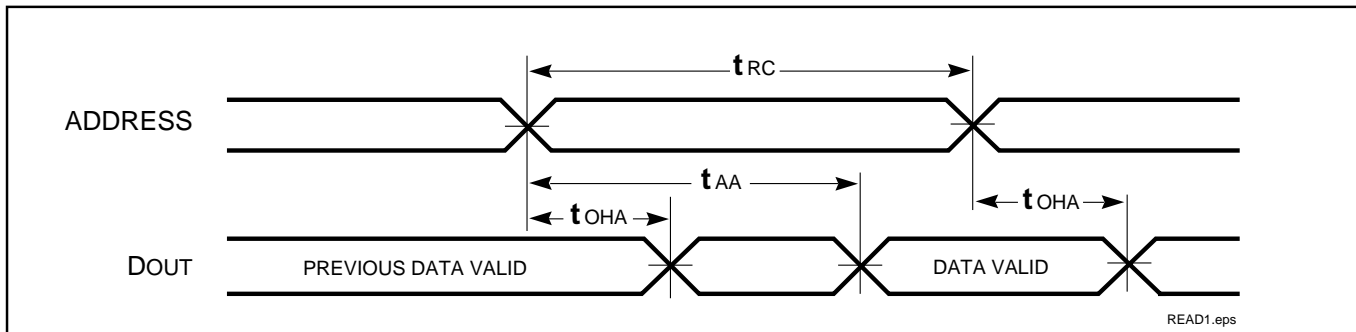 tRC
ADDRESS
tAA
tOHA
tOHA
DOUT
PREVIOUS DATA VALID
DATA VALID
READ1.eps